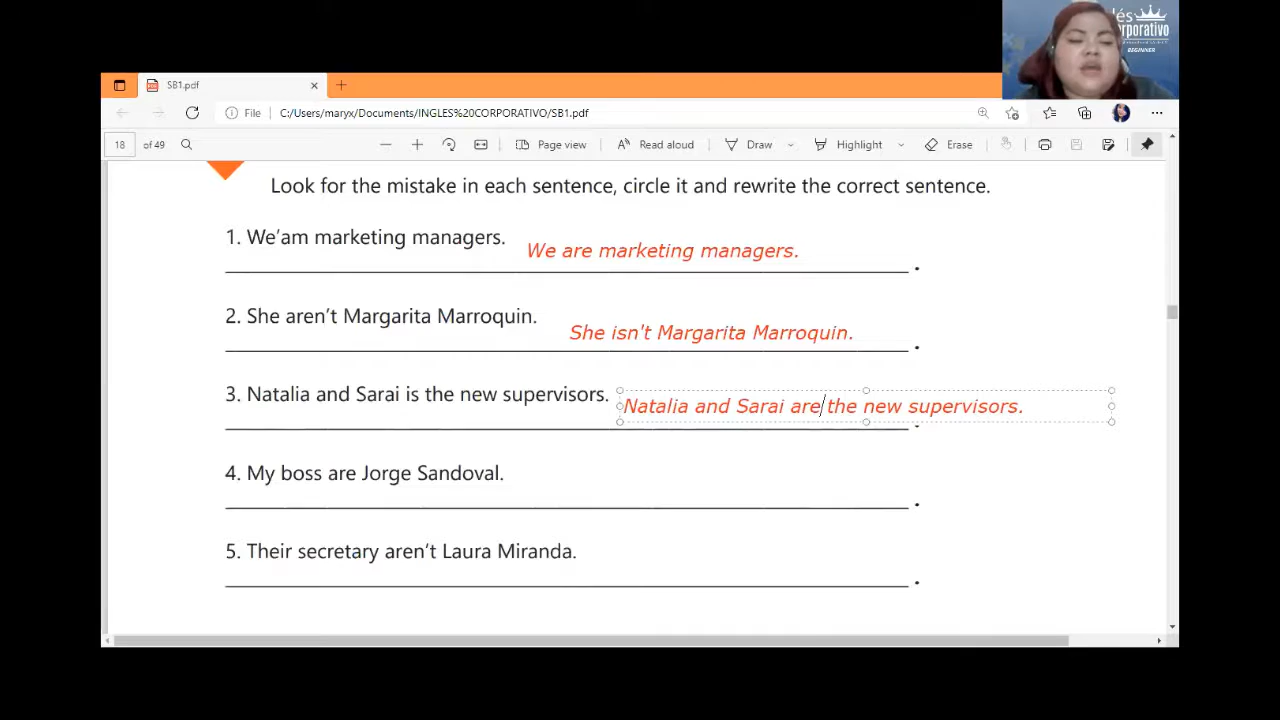 lés
orporativo
BEGINNER
SB1.pdf
File C:/Users/maryx/Documents/INGLES%20CORPORATIVO/SB1.pdf
18 of 49 Page view Read aloud Draw Highlight Erase
Look for the mistake in each sentence, circle it and rewrite the correct sentence.
1. We'am marketing managers.
We are marketing managers.
2. She aren't Margarita Marroquin.
She isn't Margarita Marroquin.
3. Natalia and Sarai is the new supervisors.
Natalia and Sarai are the new supervisors.
4. My boss are Jorge Sandoval.
5. Their secretary aren't Laura Miranda.